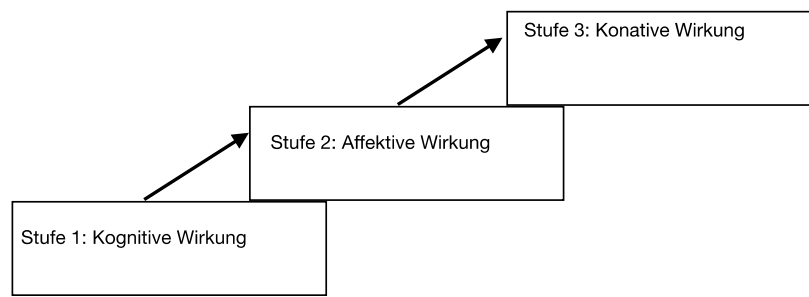 Stufe 3: Konative Wirkung
Stufe 2: Affektive Wirkung
Stufe 1: Kognitive Wirkung